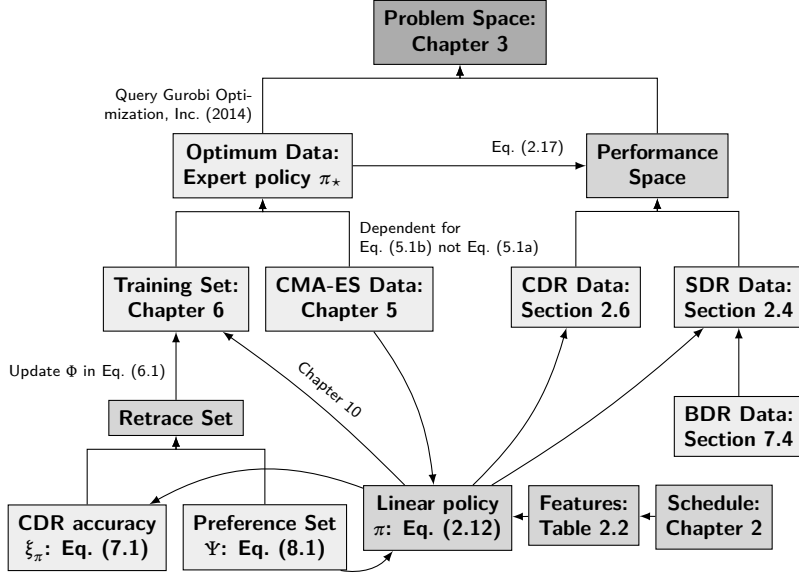 Problem Space:
Chapter 3
Query Gurobi Opti-
mization, Inc. (2014)
Optimum Data:
Expert policy π⋆
Eq. (2.17)
Performance
Space
Dependent for
Eq. (5.1b) not Eq. (5.1a)
Training Set:
Chapter 6
CMA-ES Data:
Chapter 5
CDR Data:
Section 2.6
SDR Data:
Section 2.4
Update Φ in Eq. (6.1)
Chapter 10
Retrace Set
BDR Data:
Section 7.4
CDR accuracy
ξπ: Eq. (7.1)
Preference Set
Ψ: Eq. (8.1)
Linear policy
π: Eq. (2.12)
Features:
Table 2.2
Schedule:
Chapter 2